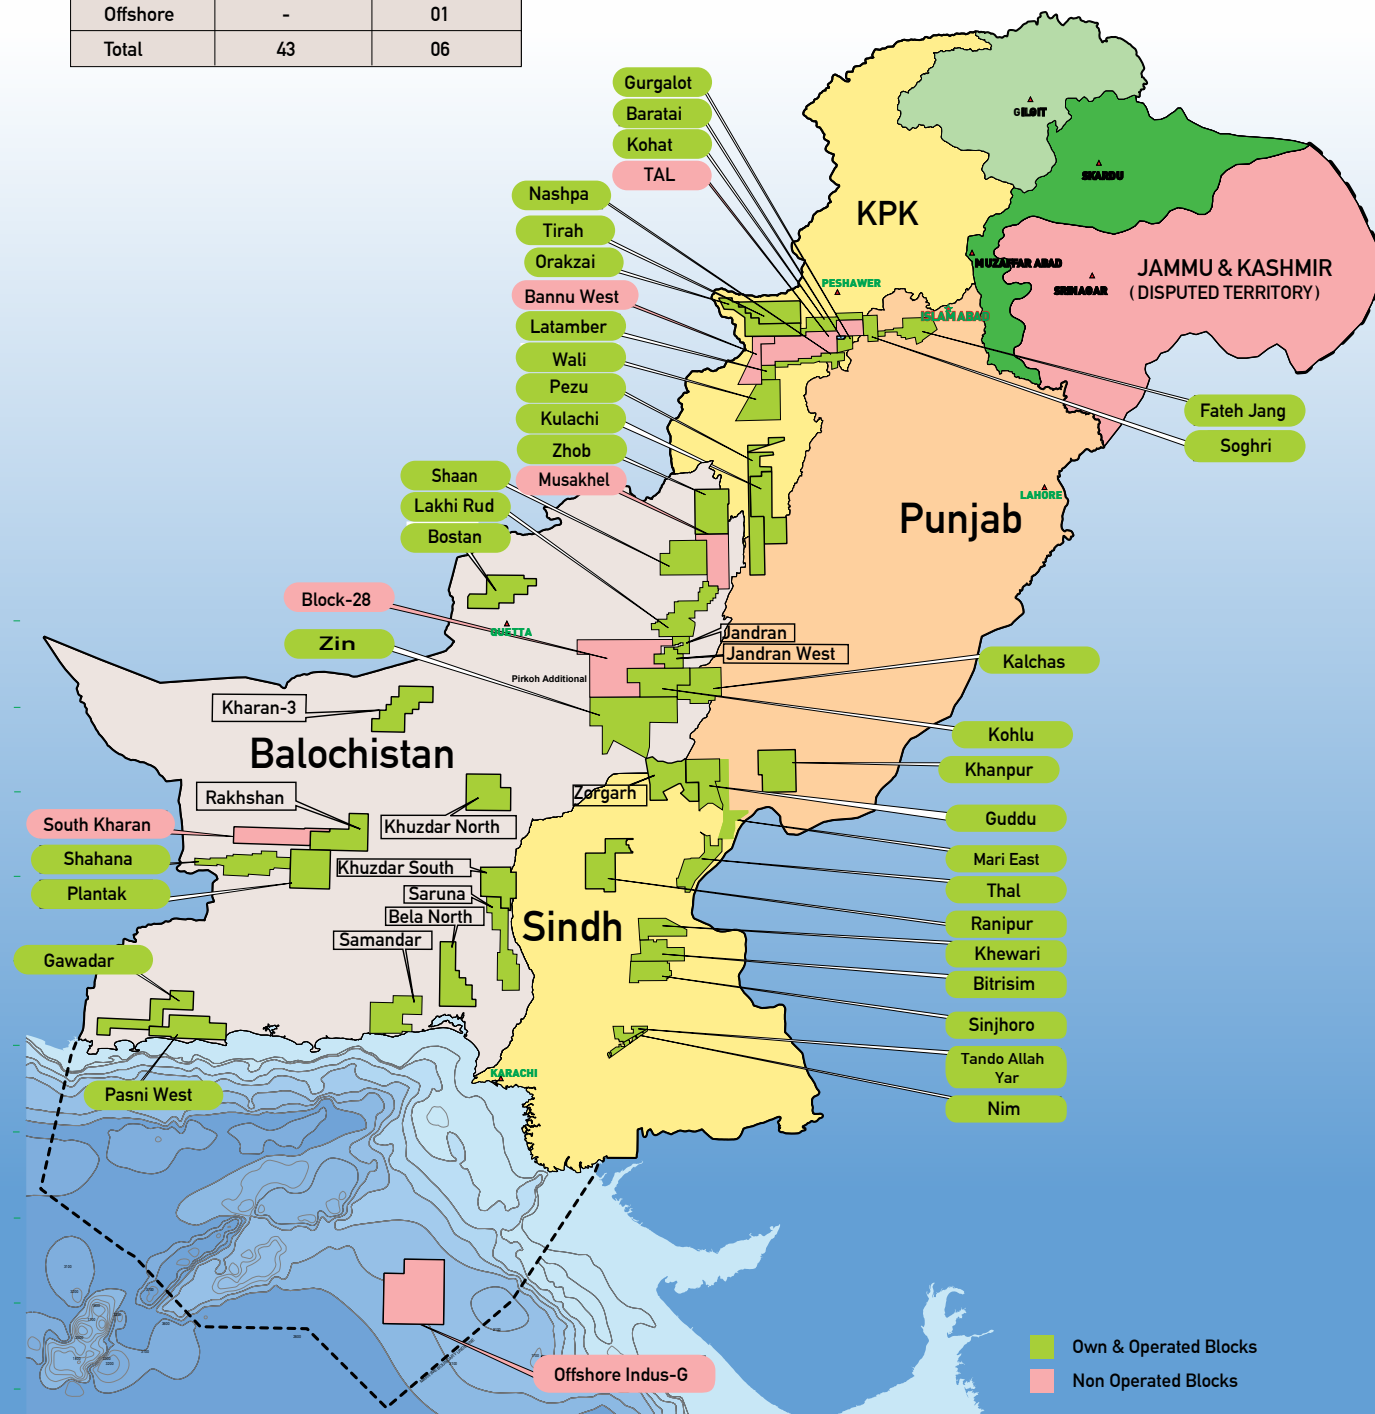 Offshore - 01
Total 43 06
Gurgalot
Baratai
Kohat
TAL
Nashpa
Tirah
Orakzai
Bannu West
Latamber
Wali
Pezu
Kulachi
Zhob
Musakhel
Shaan
Lakhi Rud
Bostan
Block-28
Zin
GILGIT
SKARDU
KPK
MUZAFFAR ABAD
SRINAGAR
JAMMU & KASHMIR
(DISPUTED TERRITORY)
PESHAWER
ISLAMABAD
Fateh Jang
Soghri
LAHORE
Punjab
QUETTA
Jandran
Jandran West
Pirkoh Additional
Kalchas
Kharan-3
Kohlu
Balochistan
Khanpur
Zorgarh
Rakhshan
Guddu
South Kharan
Khuzdar North
Shahana
Mari East
Khuzdar South
Plantak
Saruna
Thal
Bela North
Sindh
Ranipur
Samandar
Khewari
Gawadar
Bitrisim
Sinjhoro
Tando Allah
Yar
KARACHI
Pasni West
Nim
Offshore Indus-G
Own & Operated Blocks
Non Operated Blocks